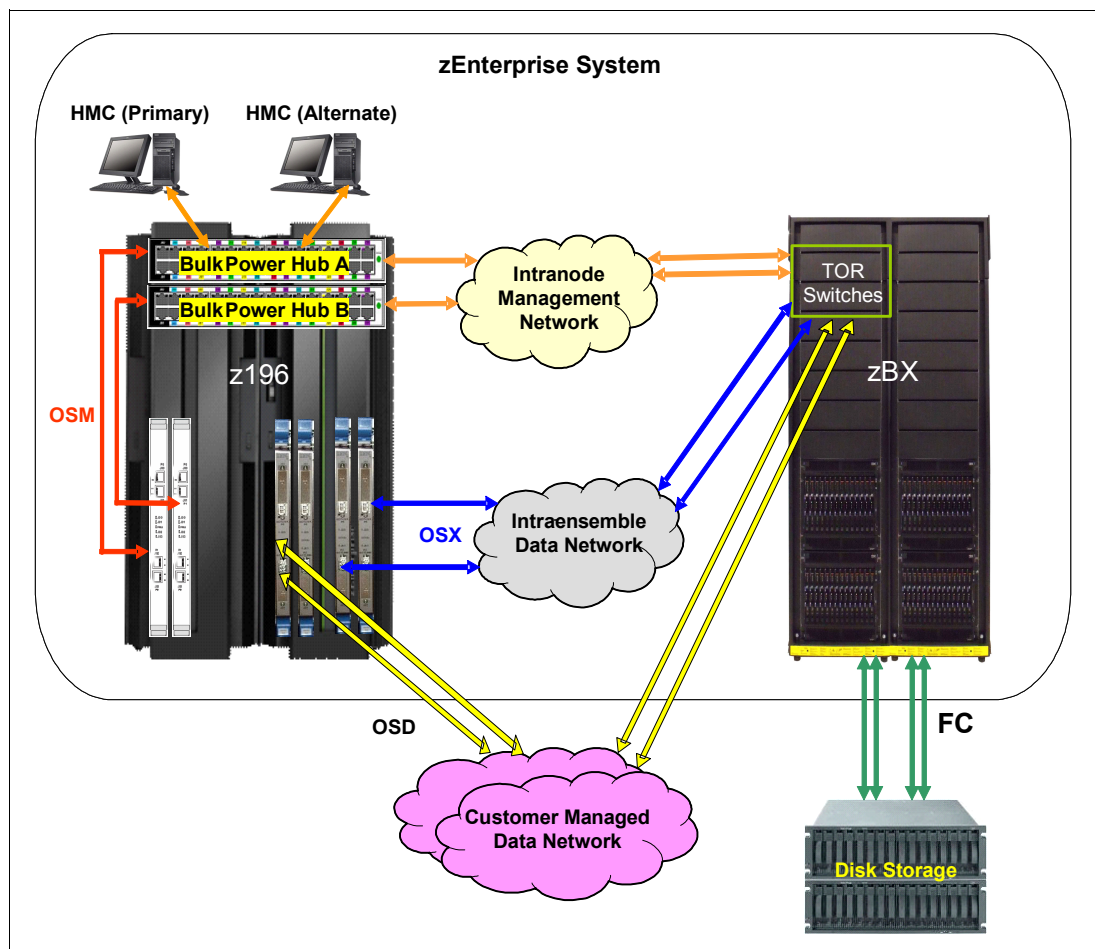 zEnterprise System
HMC (Primary)
HMC (Alternate)
Bulk Power Hub A
Bulk Power Hub B
Intranode
Management
Network
TOR
Switches
z196
zBX
OSM
OSX
Intraensemble
Data Network
OSD
FC
Customer Managed
Data Network
Disk Storage